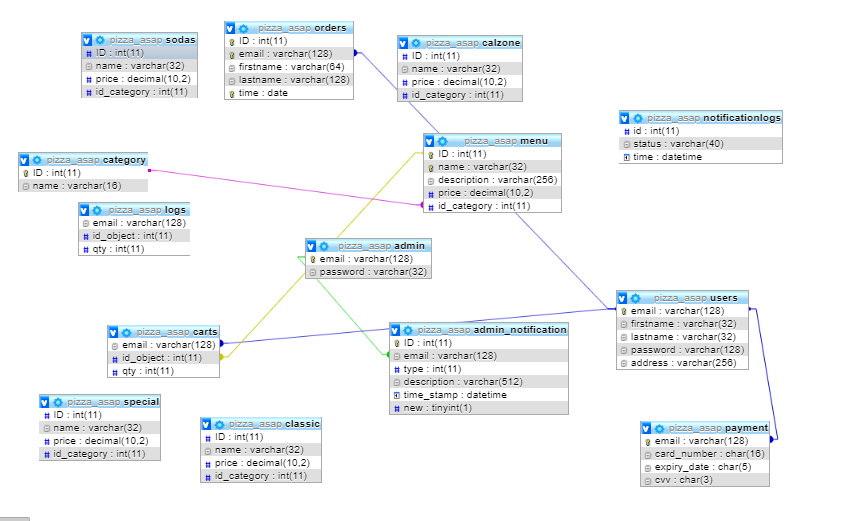 pizza_asap sodas
ID : int(11)
name : varchar(32)
price : decimal(10,2)
id_category : int(11)
pizza_asap orders
ID : int(11)
email : varchar(128)
firstname : varchar(64)
lastname : varchar(128)
time : date
pizza_asap calzone
ID : int(11)
name : varchar(32)
price : decimal(10,2)
id_category : int(11)
pizza_asap notificationlogs
id : int(11)
status : varchar(40)
time : datetime
pizza_asap menu
ID : int(11)
name : varchar(32)
description : varchar(256)
price : decimal(10,2)
id_category : int(11)
pizza_asap category
ID : int(11)
name : varchar(16)
pizza_asap logs
email : varchar(128)
id_object : int(11)
qty : int(11)
pizza_asap admin
email : varchar(128)
password : varchar(32)
pizza_asap users
email : varchar(128)
firstname : varchar(32)
lastname : varchar(32)
password : varchar(128)
address : varchar(256)
pizza_asap carts
email : varchar(128)
id_object : int(11)
qty : int(11)
pizza_asap admin_notification
ID : int(11)
email : varchar(128)
type : int(11)
description : varchar(512)
time_stamp : datetime
new : tinyint(1)
pizza_asap special
ID : int(11)
name : varchar(32)
price : decimal(10,2)
id_category : int(11)
pizza_asap classic
ID : int(11)
name : varchar(32)
price : decimal(10,2)
id_category : int(11)
pizza_asap payment
email : varchar(128)
card_number : char(16)
expiry_date : char(5)
cvv : char(3)